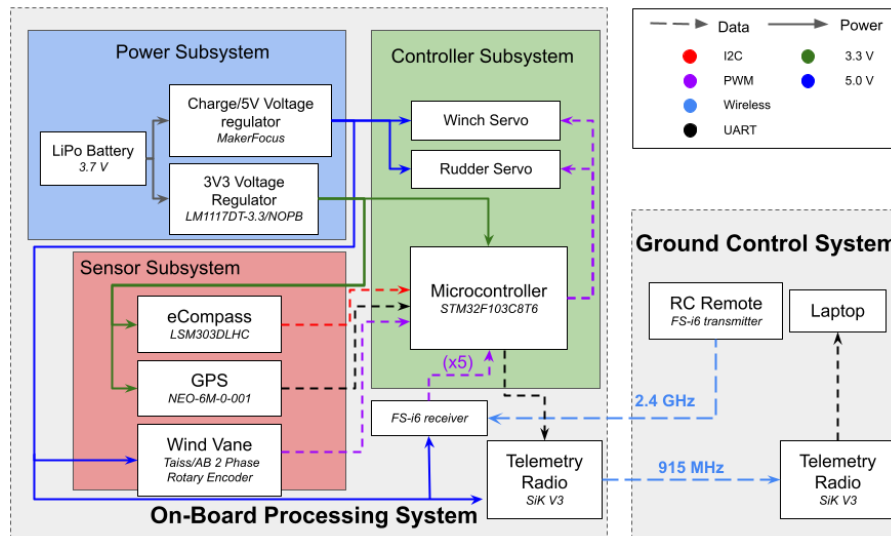 Power Subsystem
Charge/5V Voltage
regulator
MakerFocus
LiPo Battery
3.7 V
3V3 Voltage
Regulator
LM1117DT-3.3/NOPB
Controller Subsystem
Winch Servo
Rudder Servo
Microcontroller
STM32F103C8T6
(x5)
FS-i6 receiver
Sensor Subsystem
eCompass
LSM303DLHC
GPS
NEO-6M-0-001
Wind Vane
Taiss/AB 2 Phase
Rotary Encoder
On-Board Processing System
Telemetry
Radio
SiK V3
2.4 GHz
915 MHz
Data
Power
I2C
3.3 V
PWM
5.0 V
Wireless
UART
Ground Control System
RC Remote
FS-i6 transmitter
Laptop
Telemetry
Radio
SiK V3